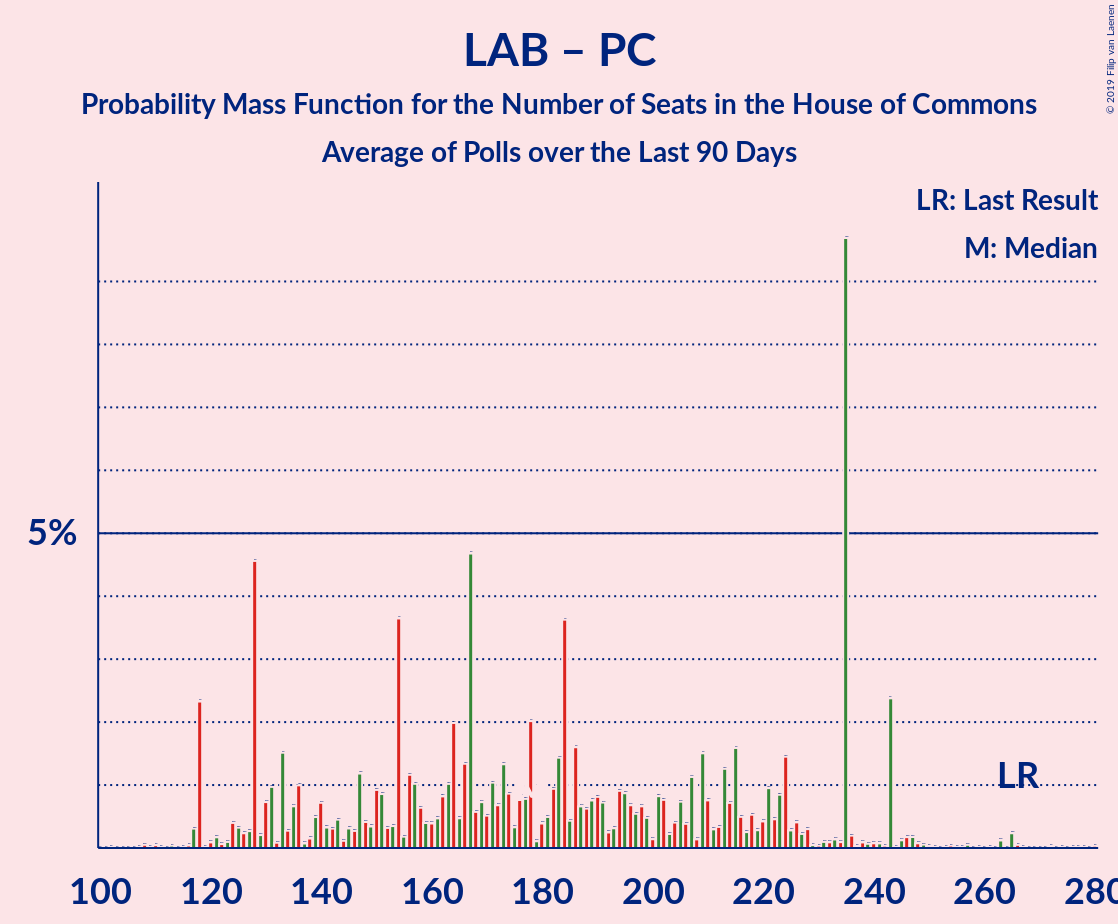 LAB – PC
Probability Mass Function for the Number of Seats in the House of Commons
Average of Polls over the Last 90 Days
© 2019 Filip van Laenen
LR: Last Result
M: Median
5%
LR
100 120 140 160 180 200 220 240 260 280